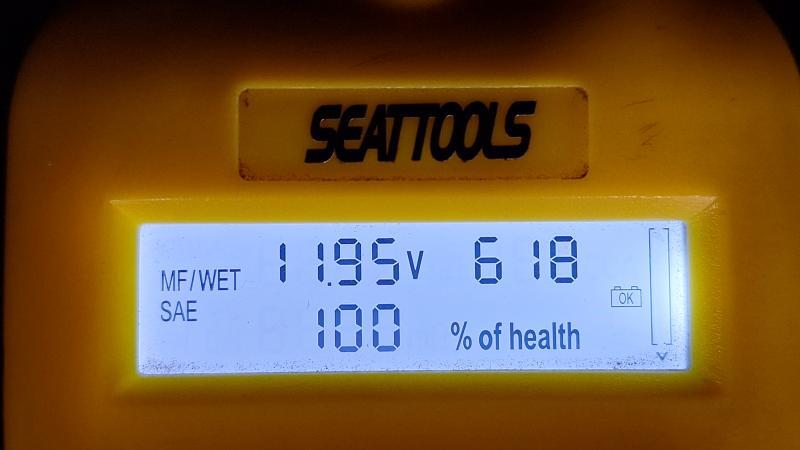 SEATTOOLS
MF/WET 11.95V 618
SAE 100 % of health
OK